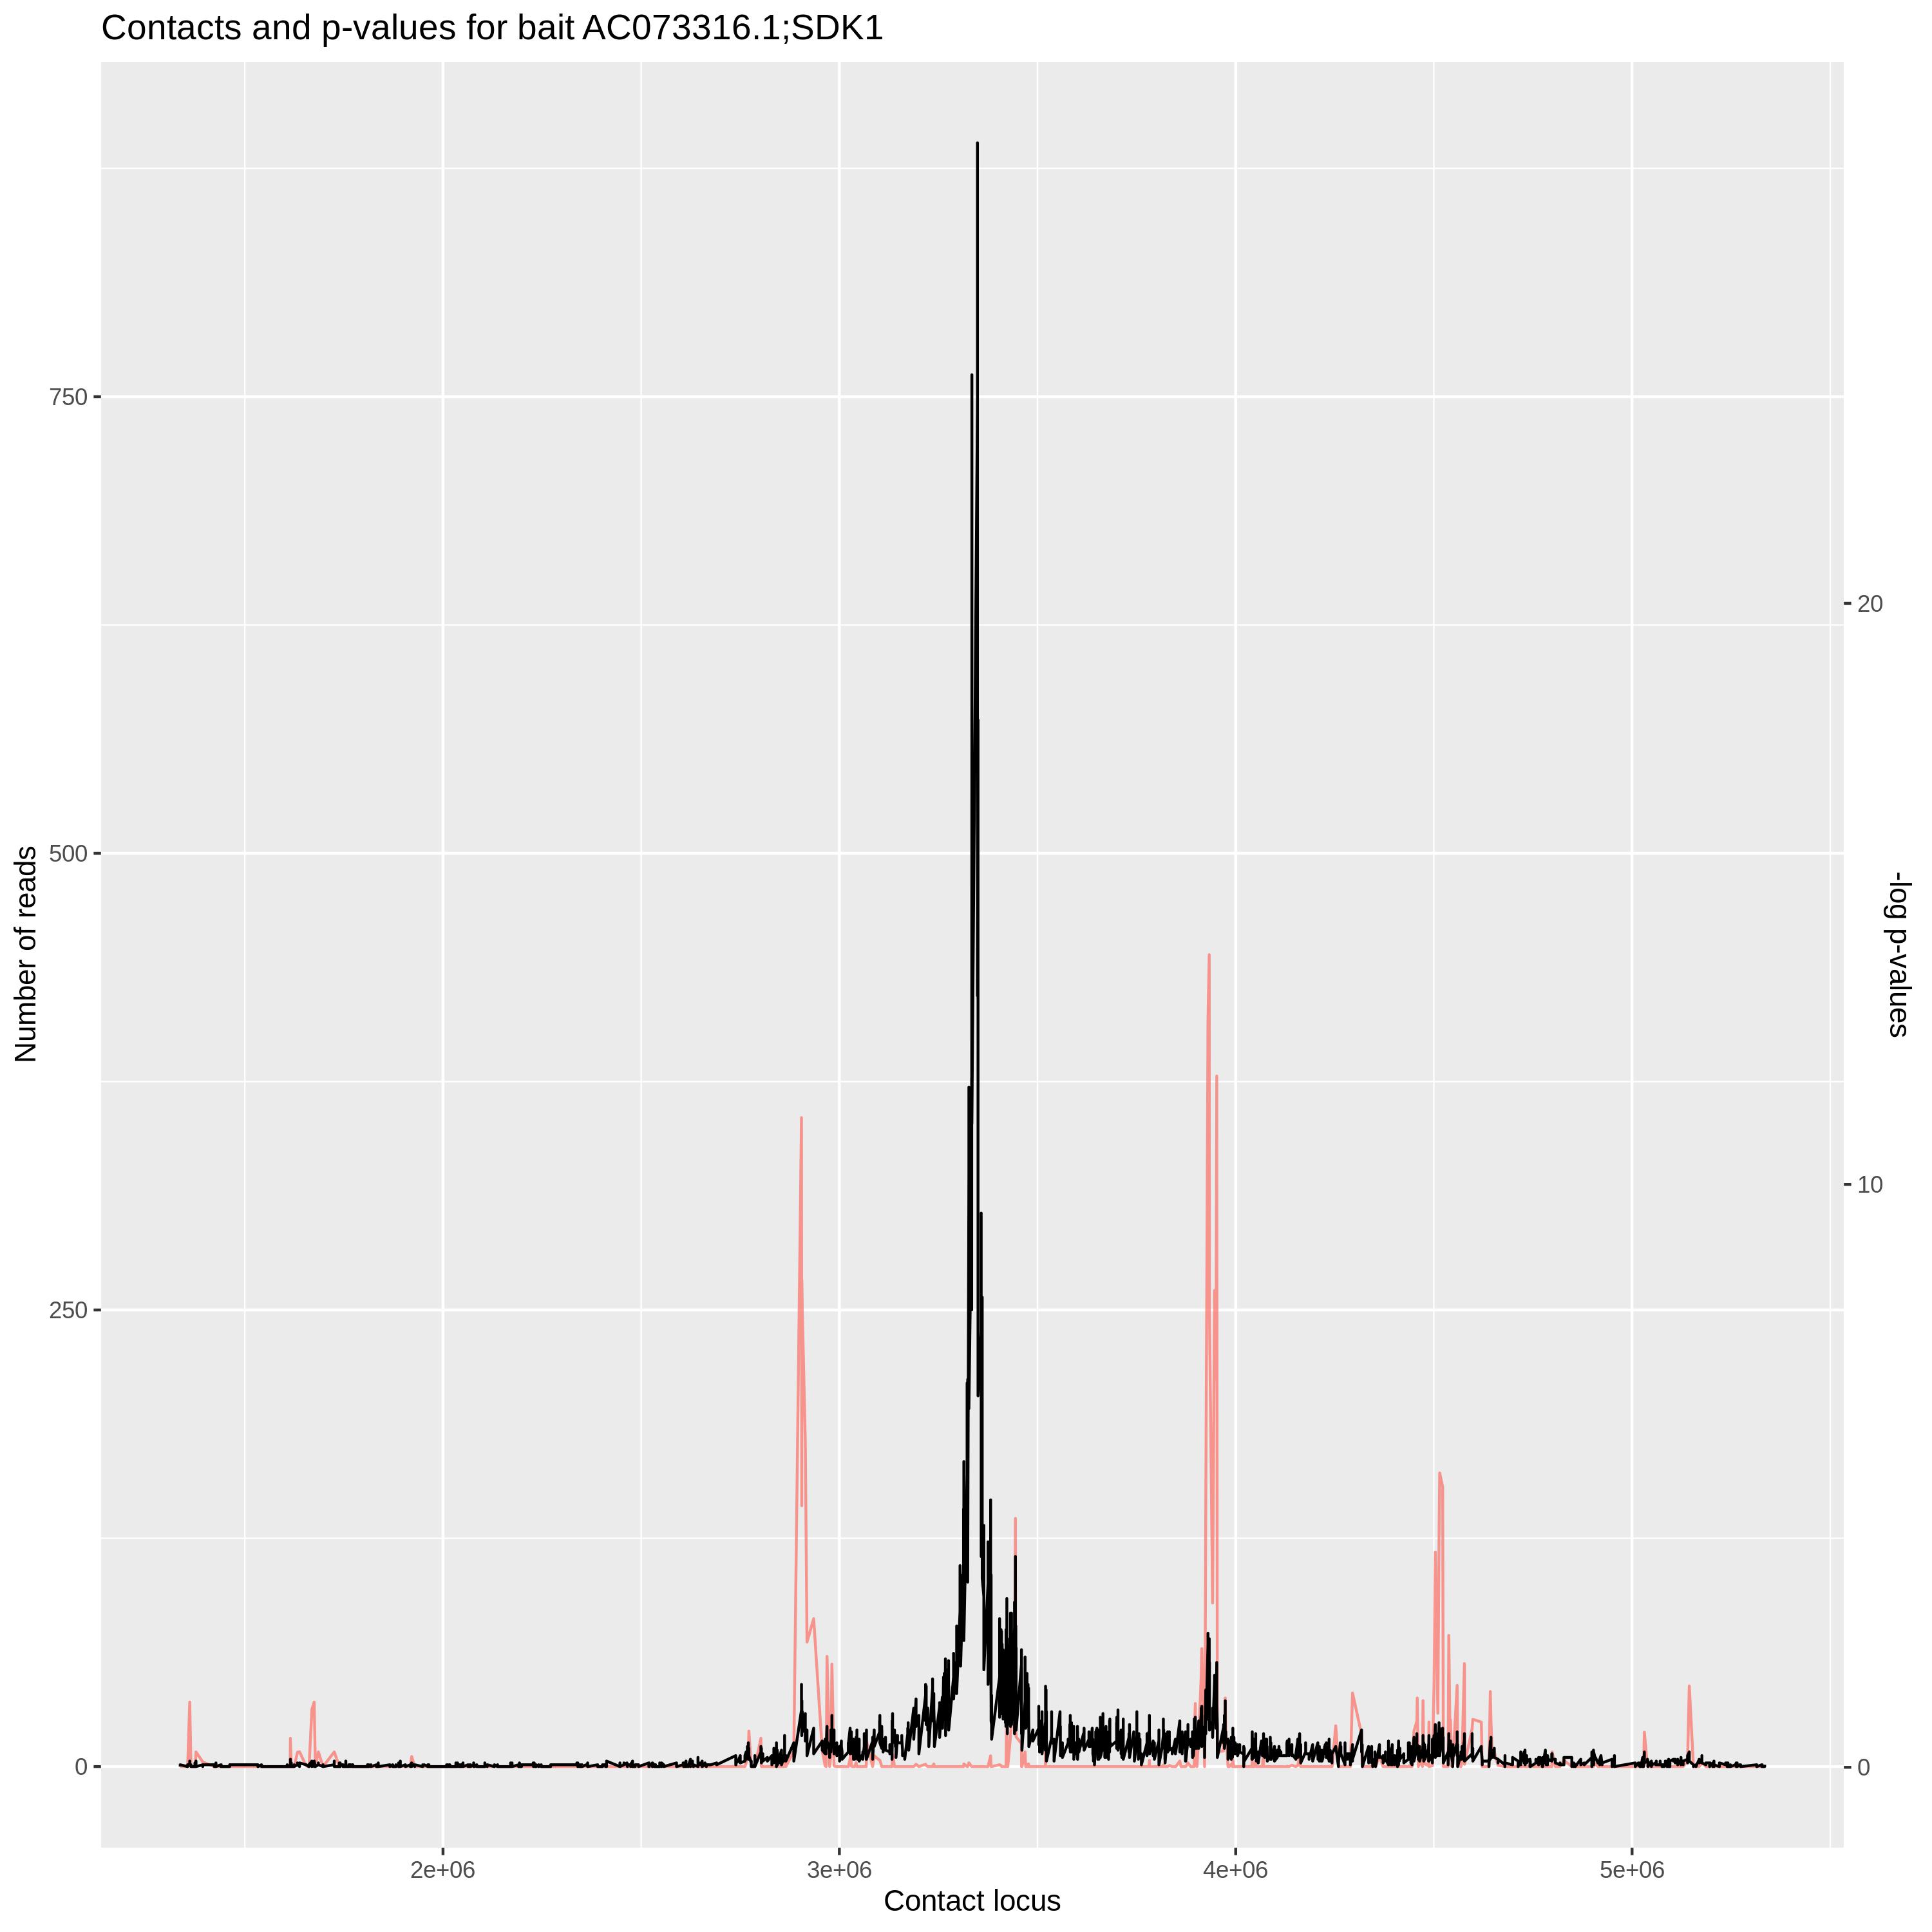 Contacts and p-values for bait AC073316.1;SDK1
Number of reads
750
500
250
0
20
10
0
-log p-values
2e+06
3e+06
4e+06
5e+06
Contact locus